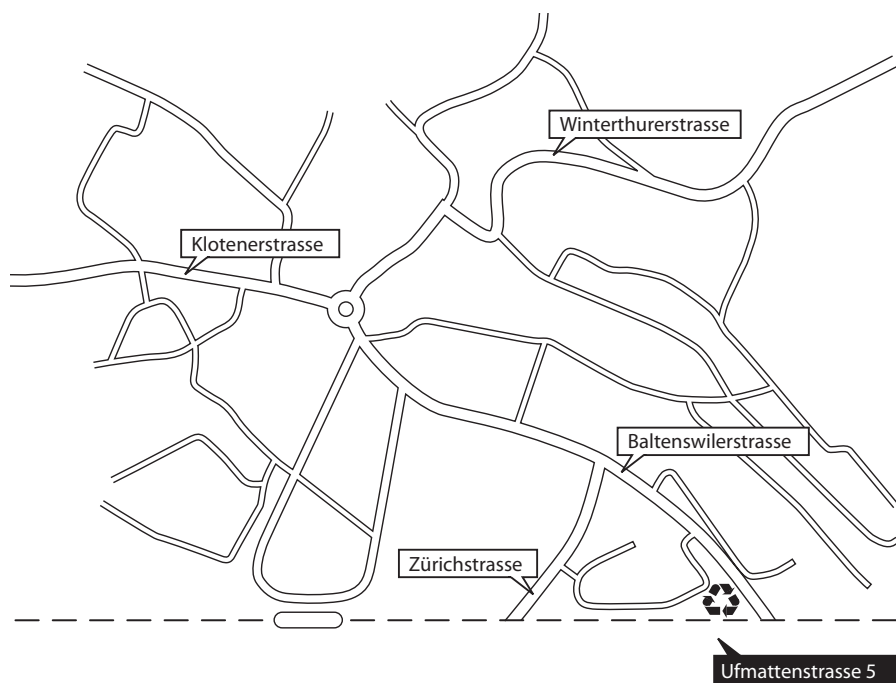 Winterthurerstrasse
Klotenerstrasse
Baltenswilerstrasse
Zürichstrasse
Ufmattenstrasse 5